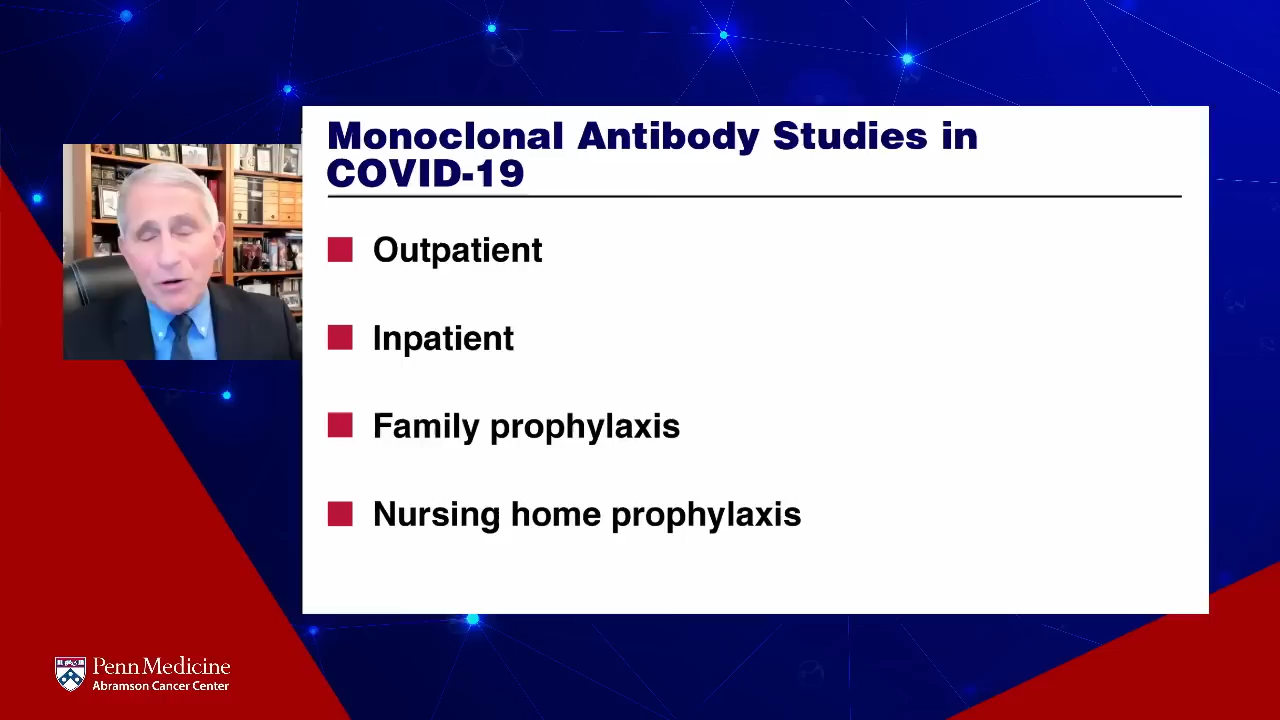 Monoclonal Antibody Studies in
COVID-19
Outpatient
Inpatient
Family prophylaxis
Nursing home prophylaxis
Penn Medicine
Abramson Cancer Center